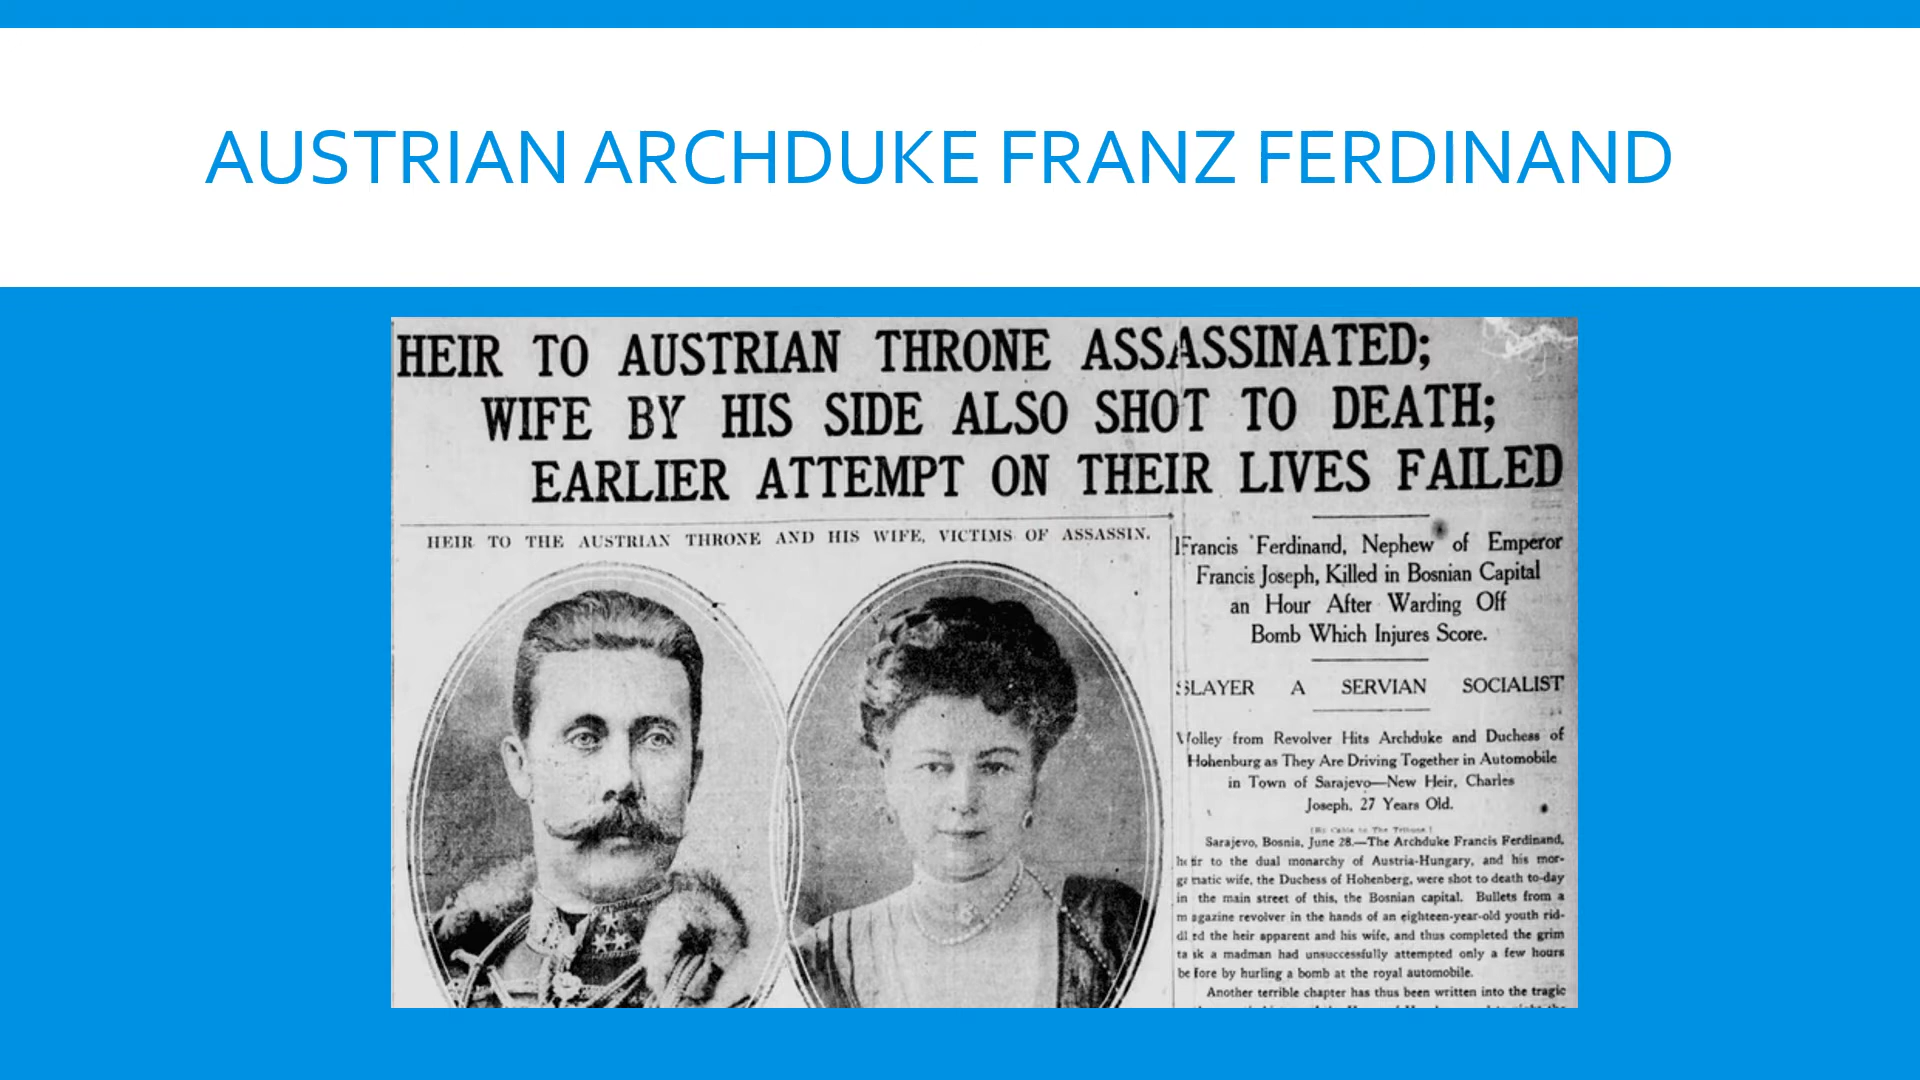 AUSTRIAN ARCHDUKE FRANZ FERDINAND
HEIR TO AUSTRIAN THRONE ASSASSINATED;
WIFE BY HIS SIDE ALSO SHOT TO DEATH;
EARLIER ATTEMPT ON THEIR LIVES FAILED
HEIR TO THE AUSTRIAN THRONE AND HIS WIFE, VICTIMS OF ASSASSIN.
Francis Ferdinand, Nephew of Emperor
Francis Joseph, Killed in Bosnian Capital
an Hour After Warding Off
Bomb Which Injures Score.
SLAYER A SERVIAN SOCIALIST
Volley from Revolver Hits Archduke and Duchess of
Hohenburg as They Are Driving Together in Automobile
in Town of Sarajevo—New Heir, Charles
Joseph, 27 Years Old.
[By Cable to The Tribune.]
Sarajevo, Bosnia, June 28.—The Archduke Francis Ferdinand,
heir to the dual monarchy of Austria-Hungary, and his mor-
ganatic wife, the Duchess of Hohenberg, were shot to death to-day
in the main street of this, the Bosnian capital. Bullets from a
magazine revolver in the hands of an eighteen-year-old youth rid-
dled the heir apparent and his wife, and thus completed the grim
task a madman had unsuccessfully attempted only a few hours
before by hurling a bomb at the royal automobile.
Another terrible chapter has thus been written into the tragic